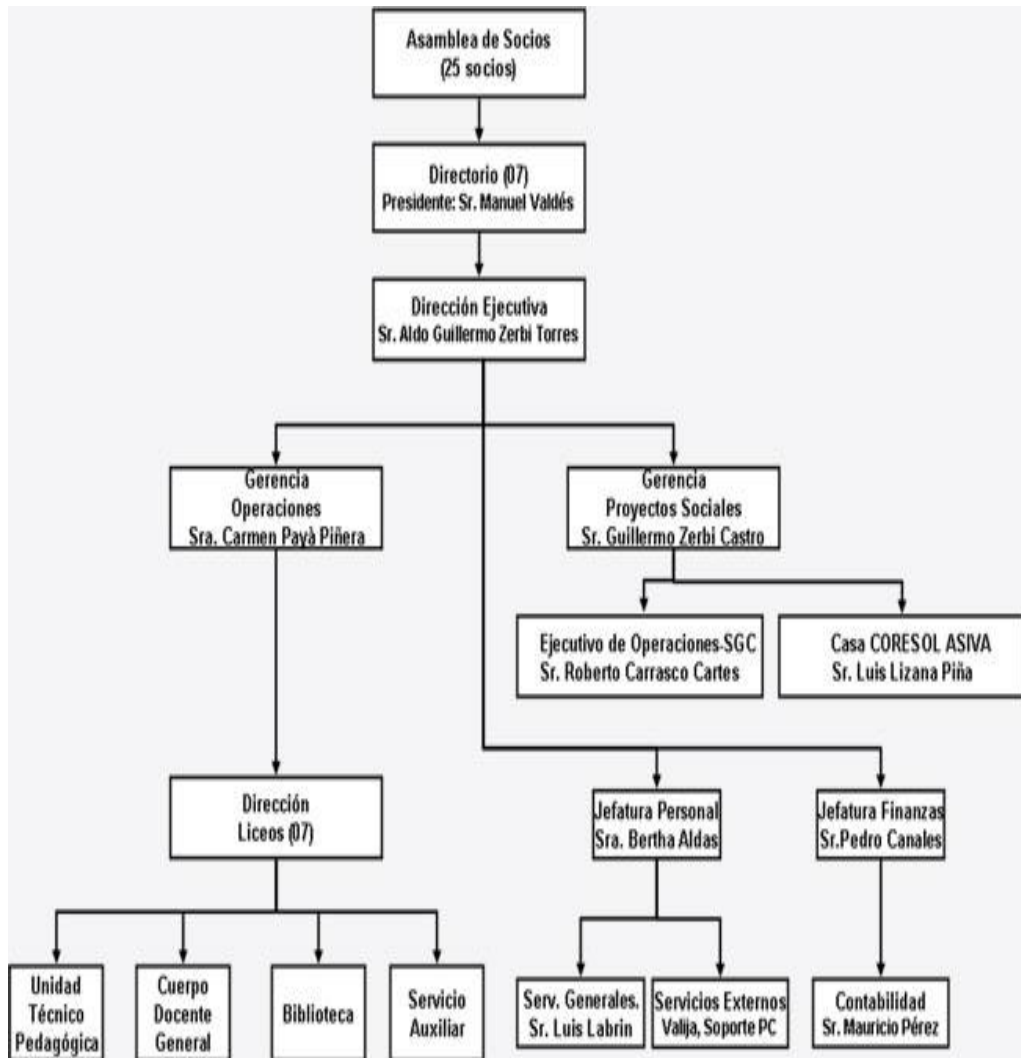 Asamblea de Socios
(25 socios)
Directorio (07)
Presidente: Sr. Manuel Valdés
Dirección Ejecutiva
Sr. Aldo Guillermo Zerbi Torres
Gerencia
Operaciones
Sra. Carmen Payà Piñera
Gerencia
Proyectos Sociales
Sr. Guillermo Zerbi Castro
Ejecutivo de Operaciones-SGC
Sr. Roberto Carrasco Cartes
Casa CORESOL ASIVA
Sr. Luis Lizana Piña
Dirección
Liceos (07)
Jefatura Personal
Sra. Bertha Aldas
Jefatura Finanzas
Sr.Pedro Canales
Unidad
Técnico
Pedagógica
Cuerpo
Docente
General
Biblioteca
Servicio
Auxiliar
Serv. Generales.
Sr. Luis Labrin
Servicios Externos
Valija, Soporte PC
Contabilidad
Sr. Mauricio Pérez